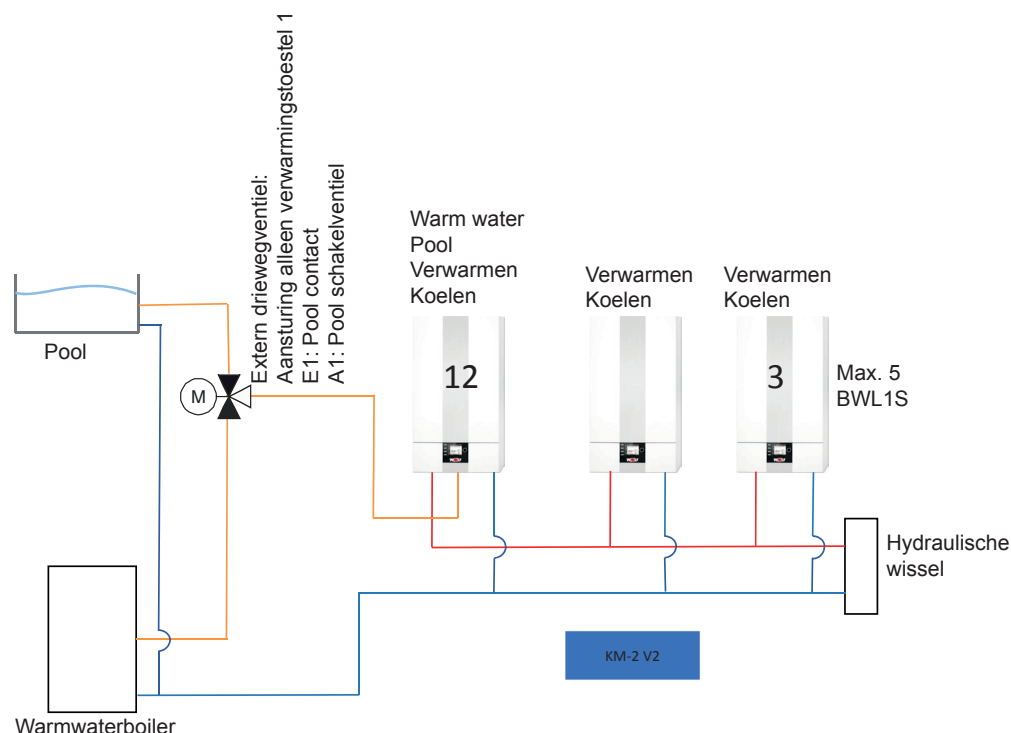 Extern driewegventiel:
Aansturing alleen verwarmingstoestel 1
E1: Pool contact
A1: Pool schakelventiel
Warm water
Pool
Verwarmen
Koelen
Verwarmen
Koelen
Verwarmen
Koelen
12
3
Max. 5
BWL1S
Pool
M
Hydraulische
wissel
KM-2 V2
Warmwaterboiler